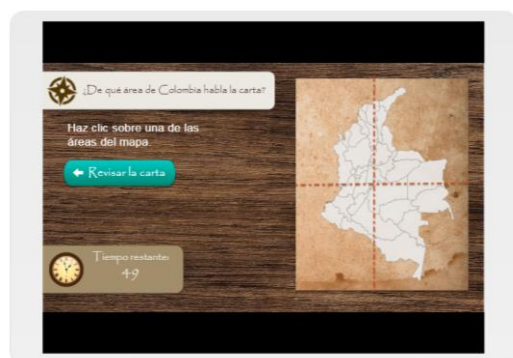 ¿De qué área de Colombia habla la carta?
Haz clic sobre una de las
áreas del mapa.
Revisar la carta
Tiempo restante:
49